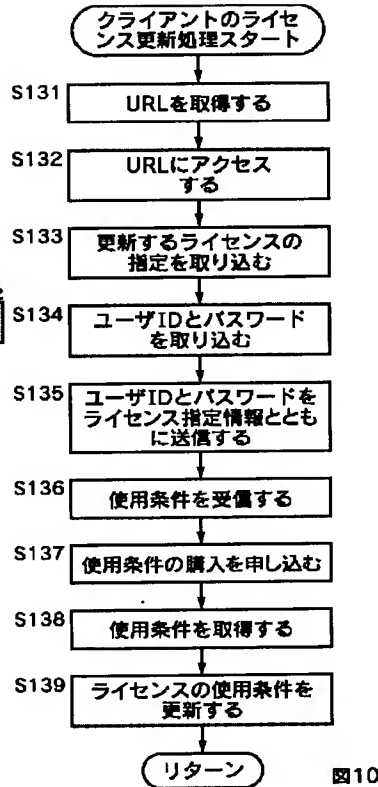 クライアントのライセ
ンス更新処理スタート
S131
URLを取得する
S132
URLにアクセス
する
S133
更新するライセンスの
指定を取り込む
S134
ユーザIDとパスワード
を取り込む
S135
ユーザIDとパスワードを
ライセンス指定情報ととも
に送信する
S136
使用条件を受信する
S137
使用条件の購入を申し込む
S138
使用条件を取得する
S139
ライセンスの使用条件を
更新する
リターン
図10